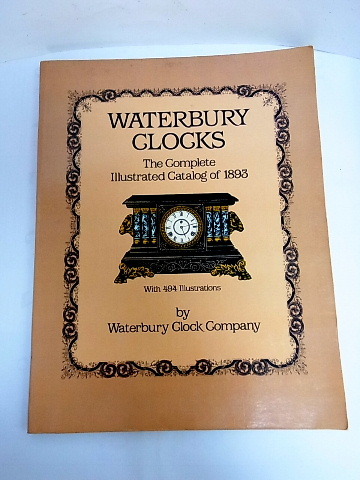 WATERBURY
CLOCKS
The Complete
Illustrated Catalog of 1893
With 494 Illustrations
by
Waterbury Clock Company